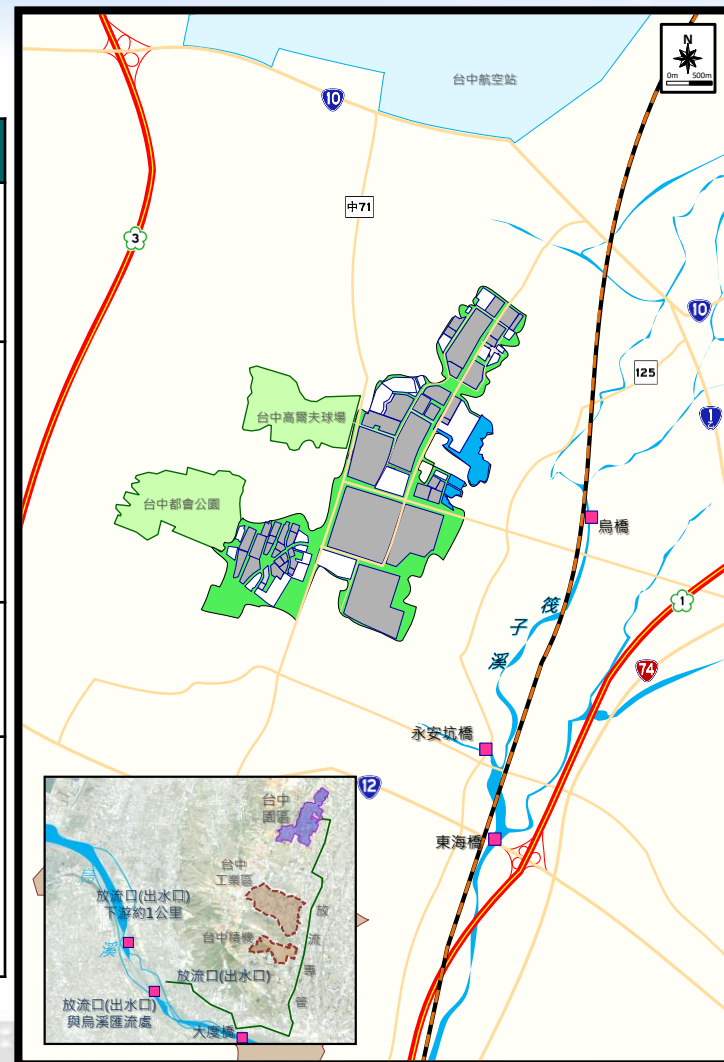 N
0m 500m
台中航空站
10
中71
3
10
125
1
乙
台中高爾夫球場
台中都會公園
烏橋
筏
子
溪
1
74
永安坑橋
12
東海橋
台中
園區
台中
工業區
烏
溪
放流口(出水口)
下游約1公里
台中精機
放
流
專
管
放流口(出水口)
放流口(出水口)
與烏溪匯流處
大度橋